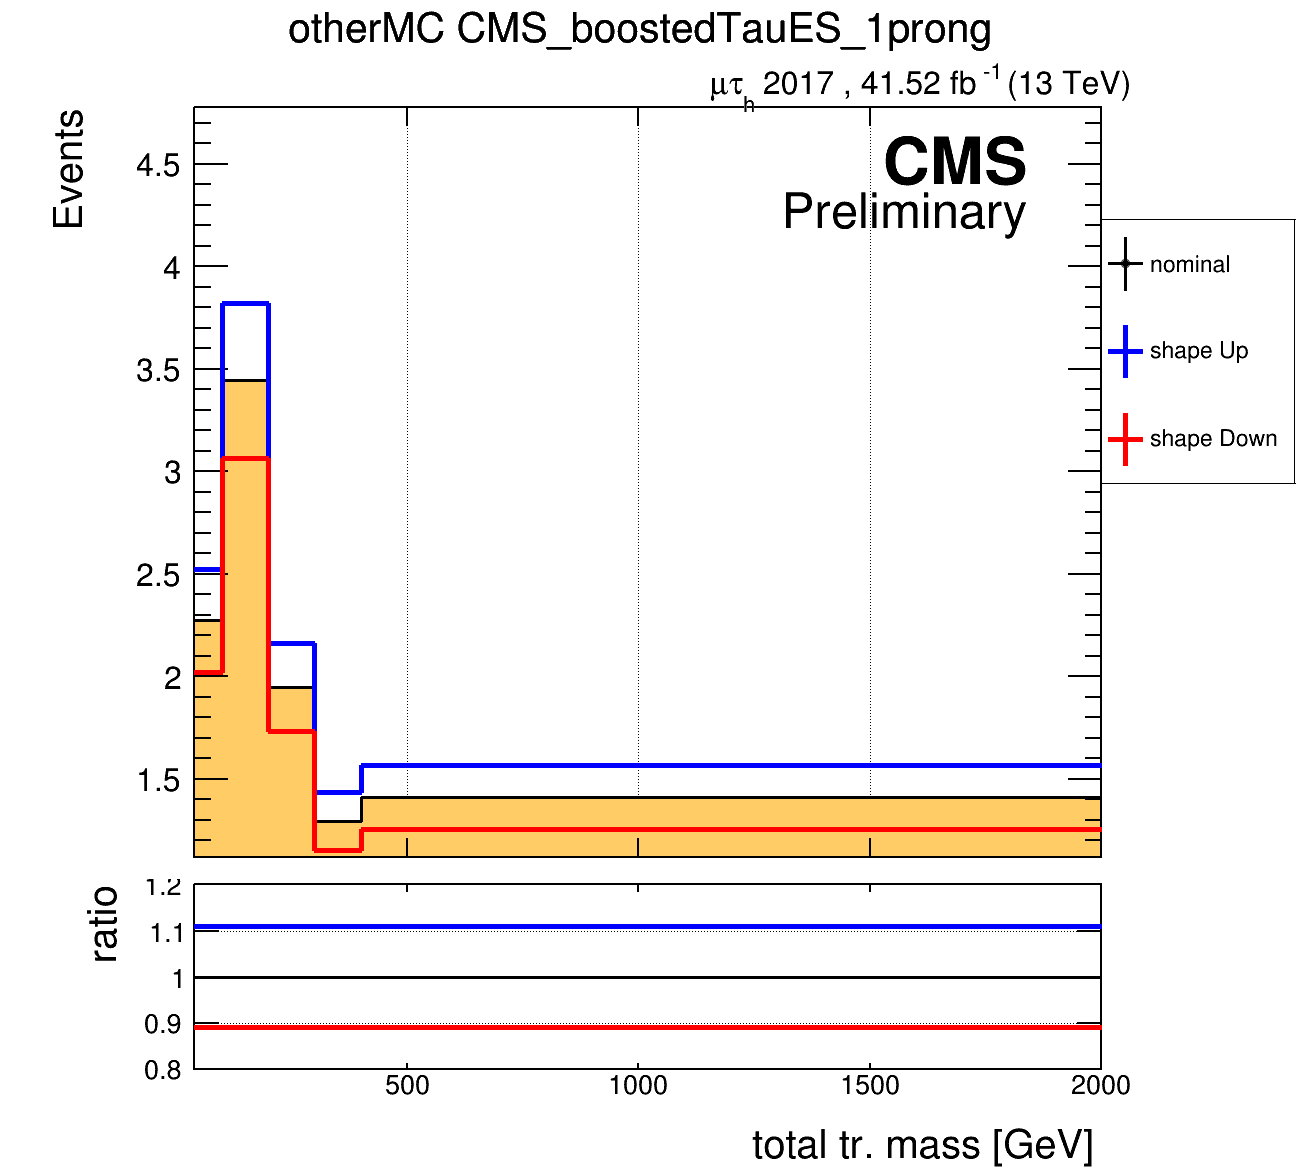 otherMC CMS_boostedTauES_1prong
μτh 2017 , 41.52 fb-1 (13 TeV)
Events
CMS
Preliminary
4.5
4
3.5
3
2.5
2
1.5
nominal
shape Up
shape Down
ratio
1.2
1.1
1
0.9
0.8
500 1000 1500 2000
total tr. mass [GeV]